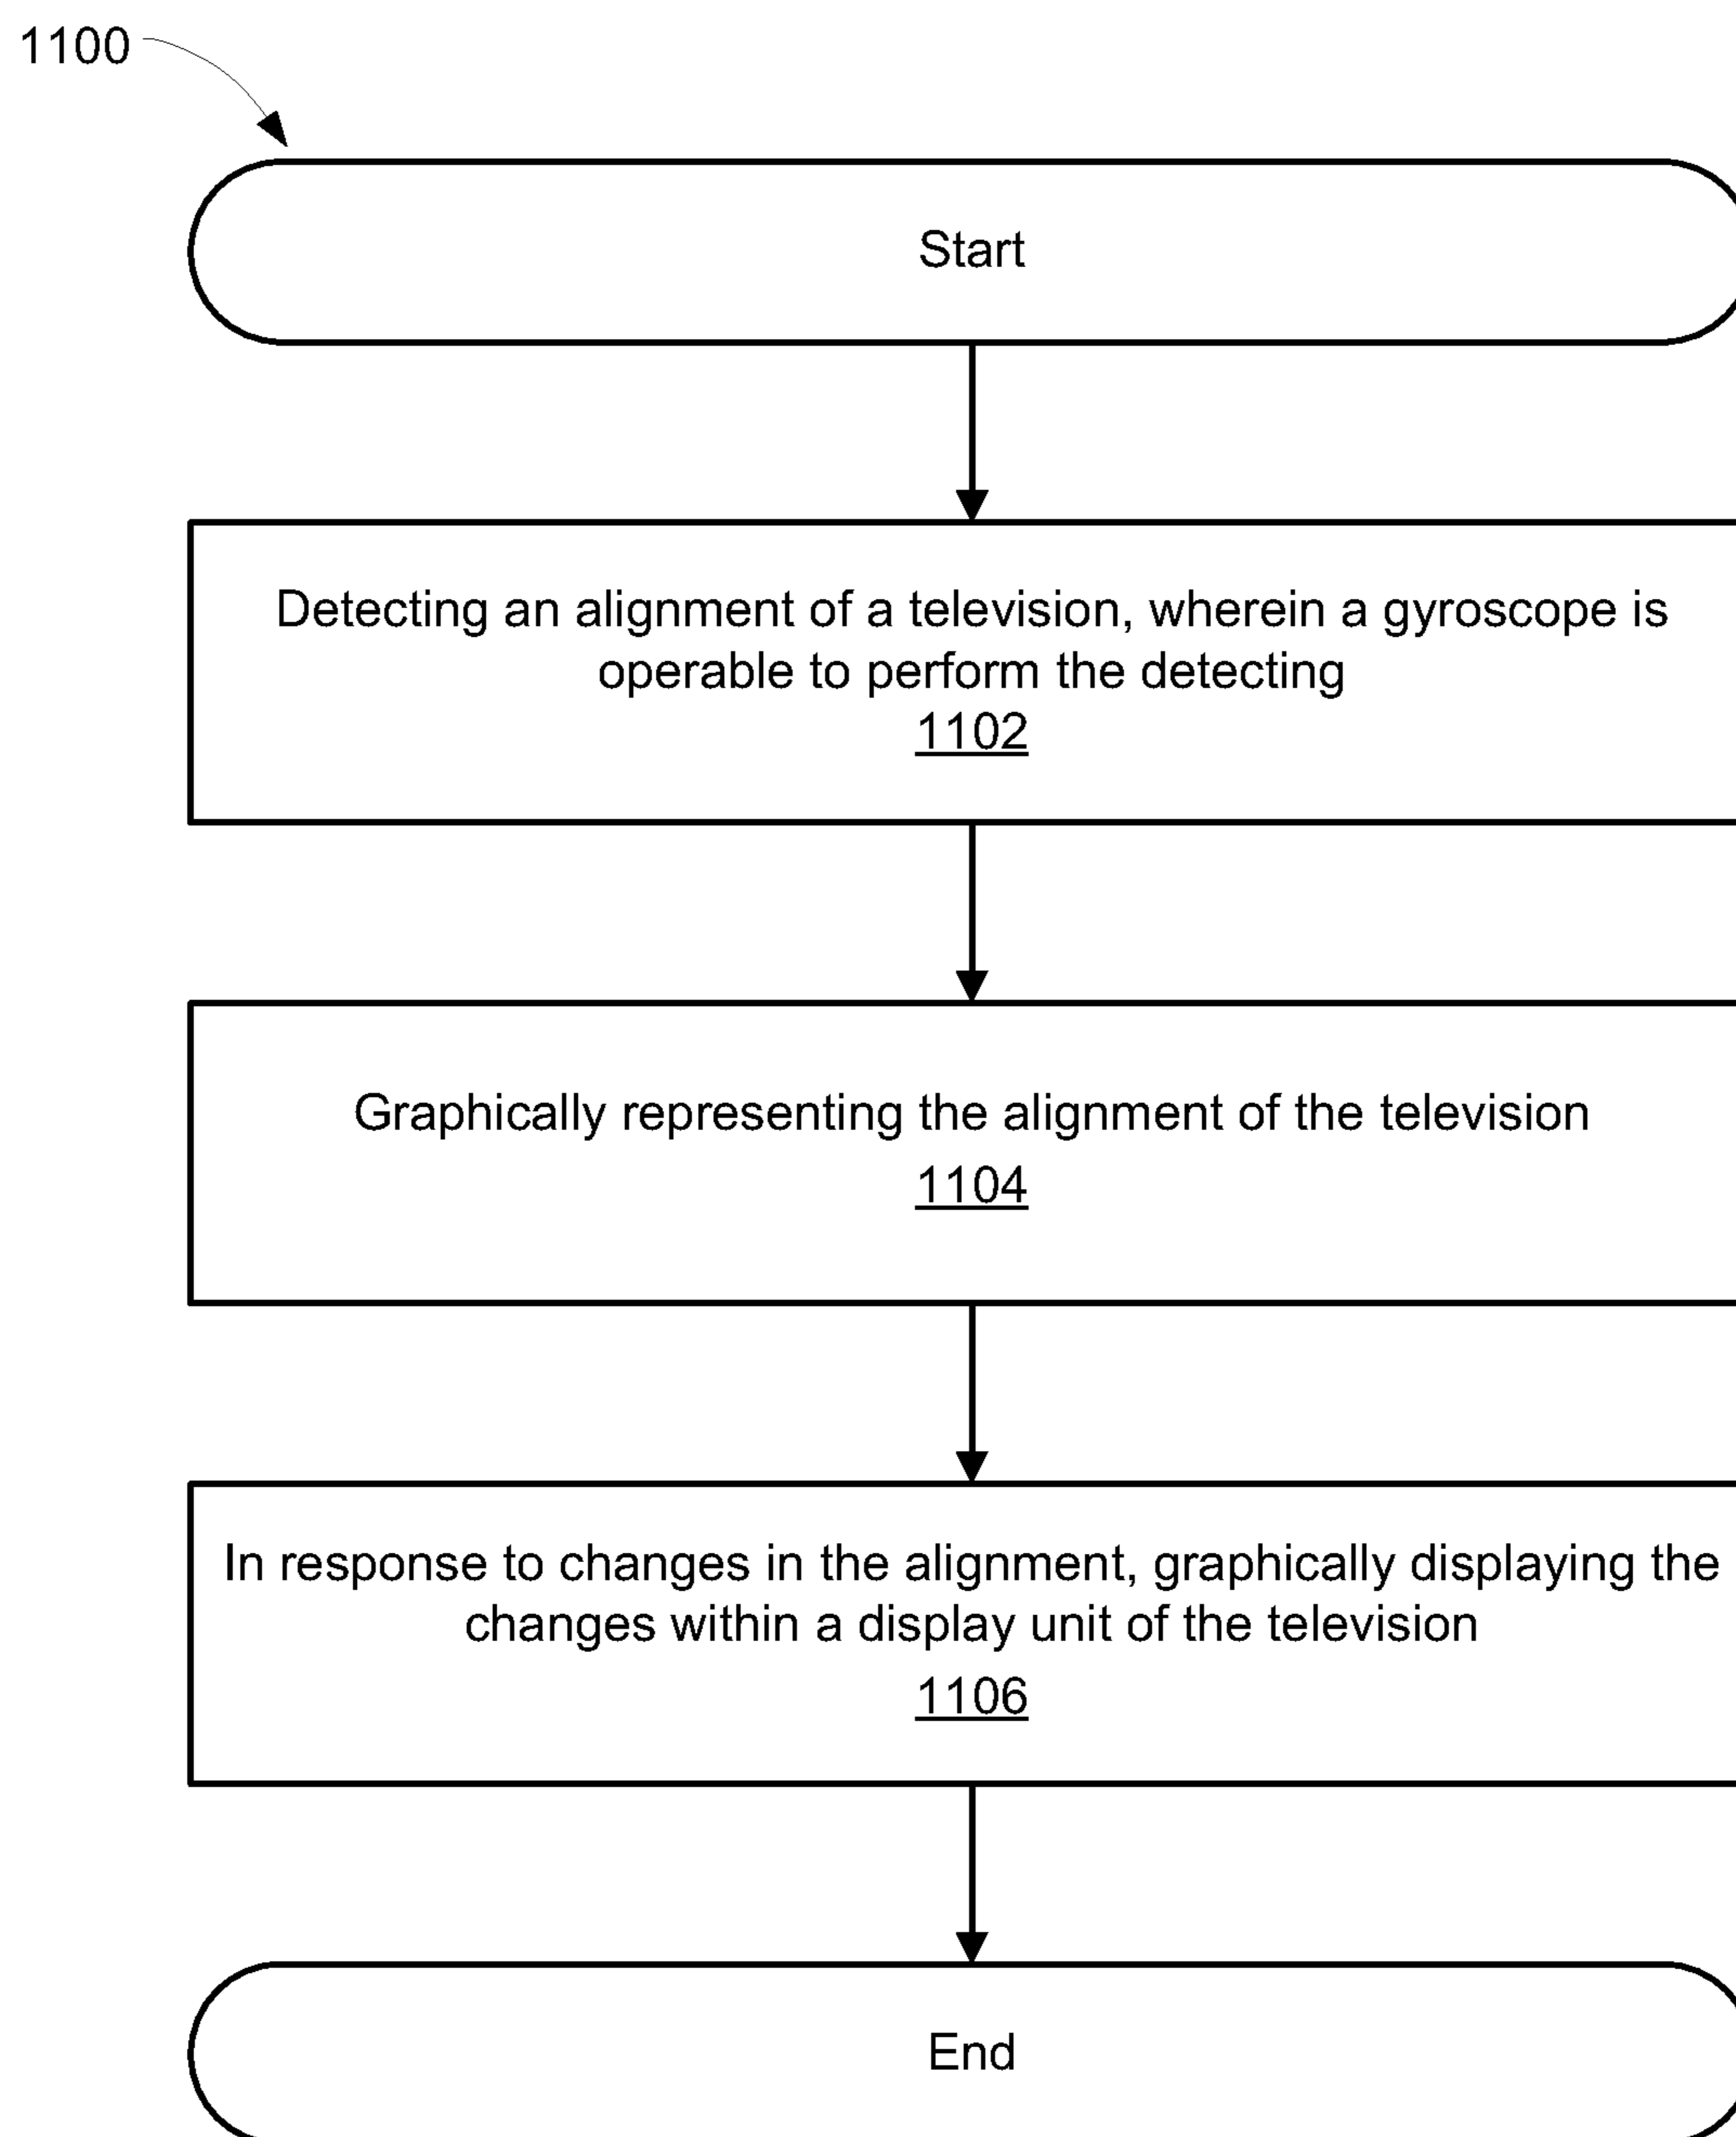 1100
Start
Detecting an alignment of a television, wherein a gyroscope is
operable to perform the detecting
1102
Graphically representing the alignment of the television
1104
In response to changes in the alignment, graphically displaying the
changes within a display unit of the television
1106
End